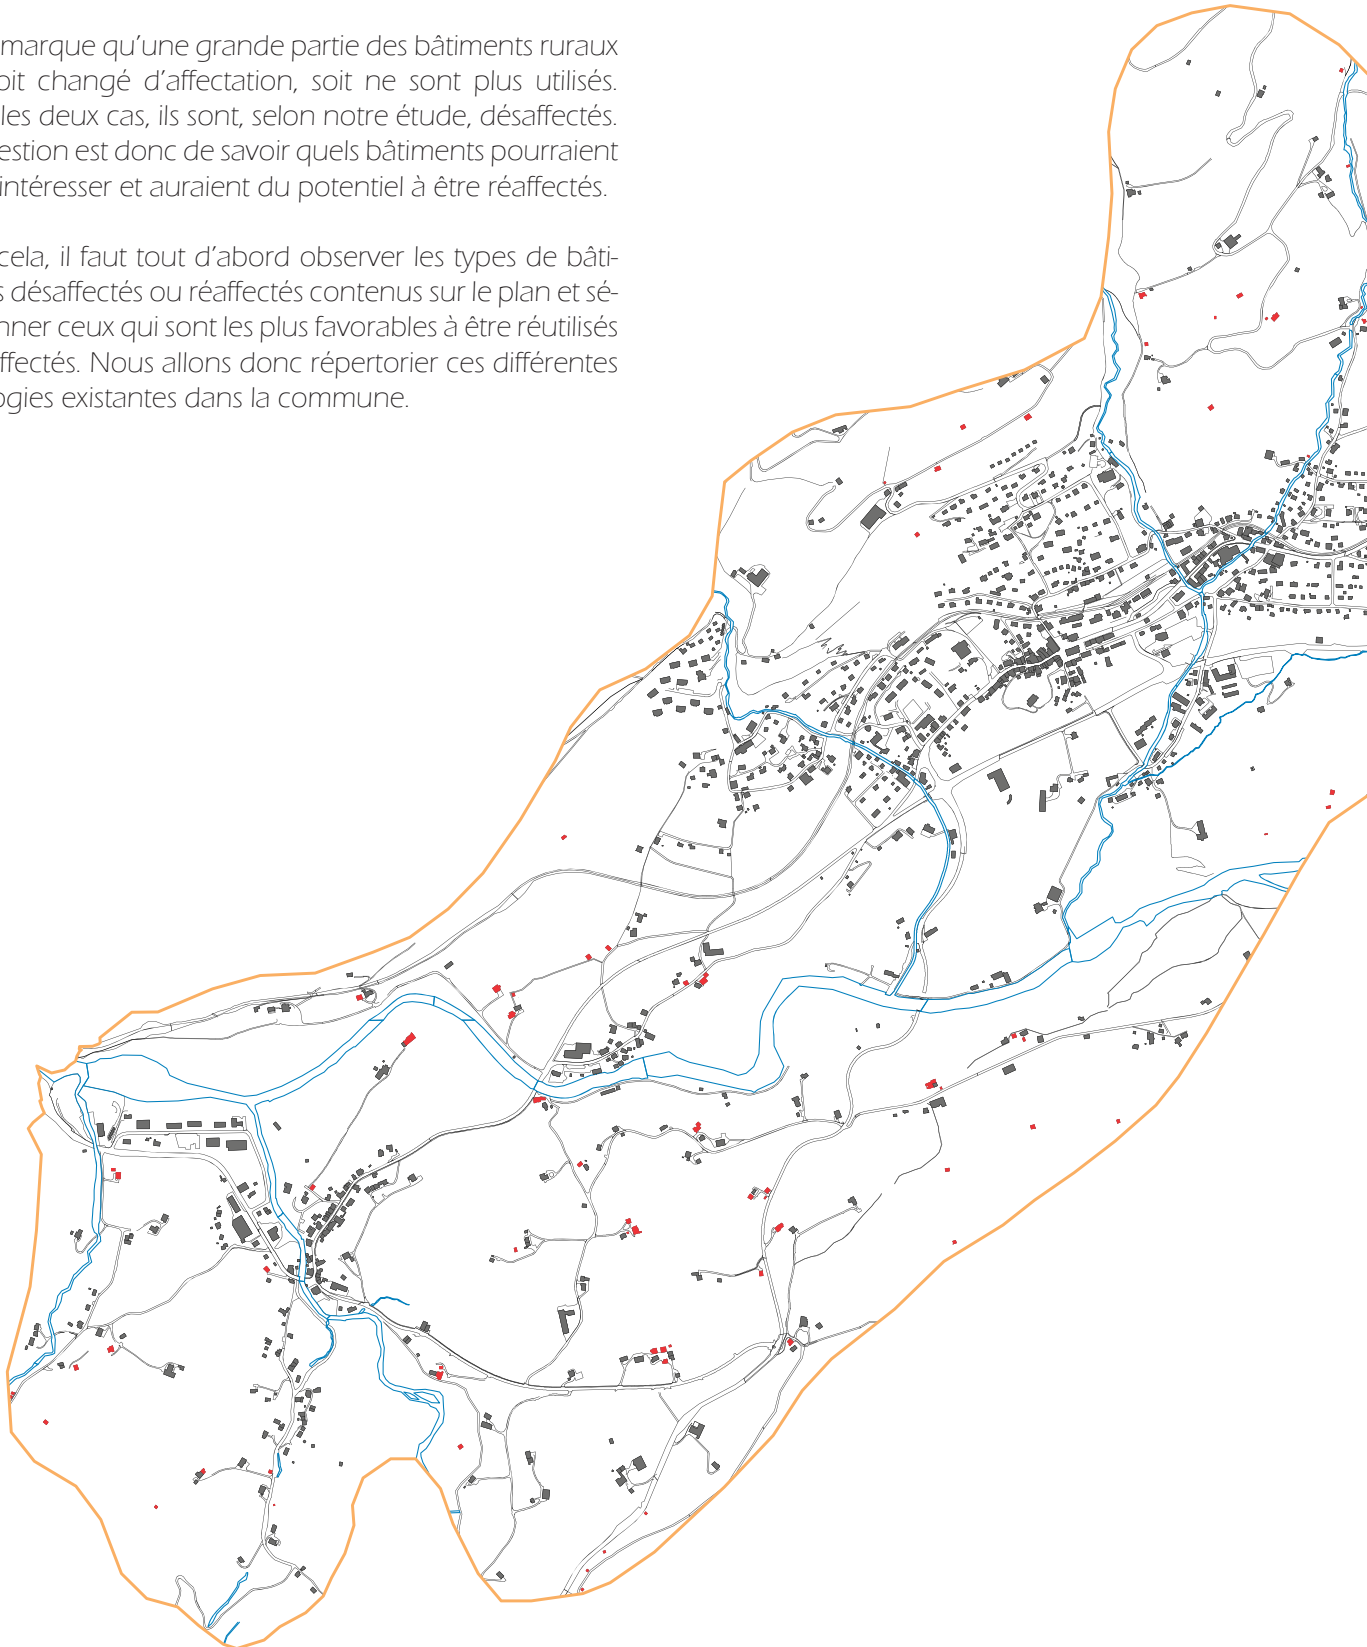 marque qu'une grande partie des bâtiments ruraux
oit changé d'affectation, soit ne sont plus utilisés.
les deux cas, ils sont, selon notre étude, désaffectés.
estion est donc de savoir quels bâtiments pourraient
intéresser et auraient du potentiel à être réaffectés.
cela, il faut tout d'abord observer les types de bâti-
s désaffectés ou réaffectés contenus sur le plan et sé-
nner ceux qui sont les plus favorables à être réutilisés
ffectés. Nous allons donc répertorier ces différentes
ogies existantes dans la commune.